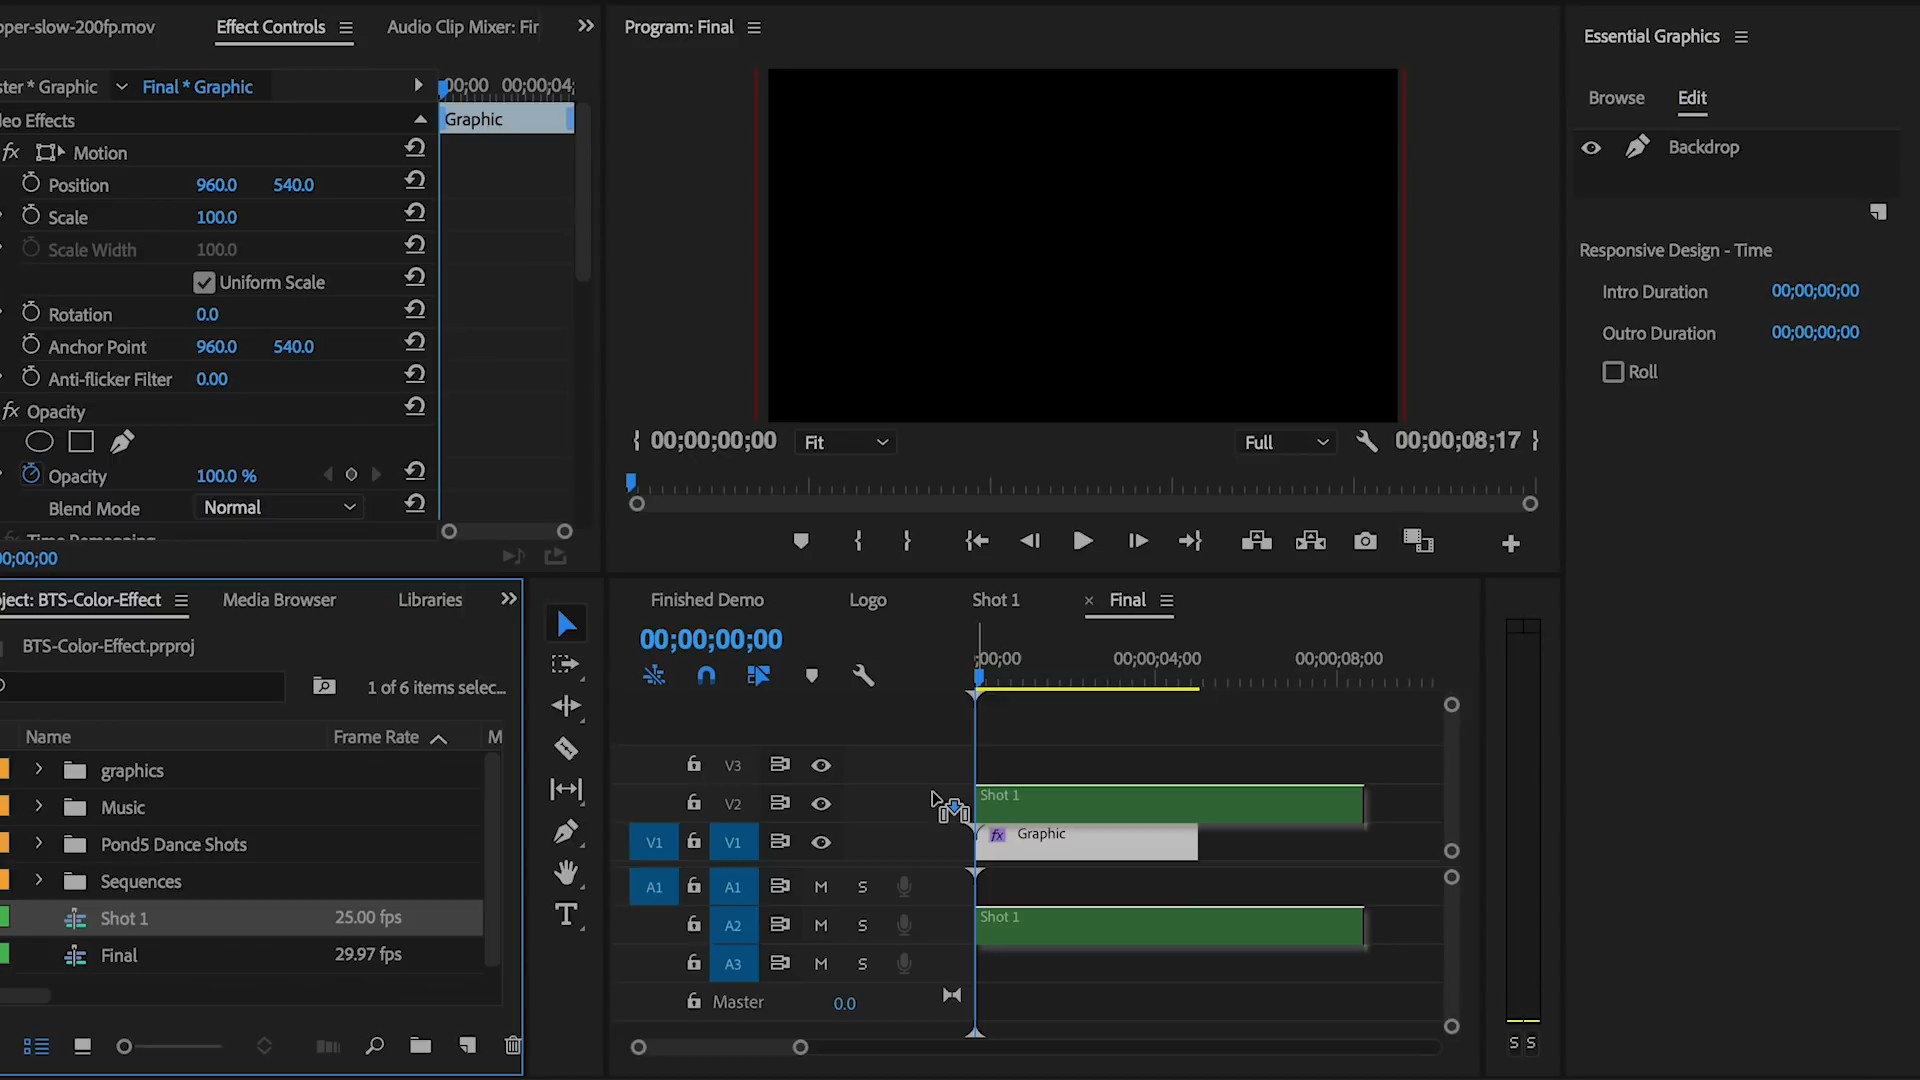 pper-slow-200fp.mov
Effect Controls
Audio Clip Mixer: Fir
ster * Graphic
Final * Graphic
00;00
00;00;04;
deo Effects
Graphic
fx Motion
Position 960.0 540.0
Scale 100.0
Scale Width 100.0
Uniform Scale
Rotation 0.0
Anchor Point 960.0 540.0
Anti-flicker Filter 0.00
fx Opacity
Opacity 100.0 %
Blend Mode Normal
0;00;00
Program: Final
00;00;00;00
Fit
Full
00;00;08;17
Essential Graphics
Browse
Edit
Backdrop
Responsive Design - Time
Intro Duration 00;00;00;00
Outro Duration 00;00;00;00
Roll
oject: BTS-Color-Effect
Media Browser
Libraries
BTS-Color-Effect.prproj
1 of 6 items selec...
Name
Frame Rate
M
graphics
Music
Pond5 Dance Shots
Sequences
Shot 1 25.00 fps
Final 29.97 fps
T
Finished Demo
Logo
Shot 1
× Final
00;00;00;00
;00;00
00;00;04;00
00;00;08;00
V3
V2
Shot 1
V1 V1
fx Graphic
A1 A1 M S
A2 M S
Shot 1
A3 M S
Master 0.0
S S